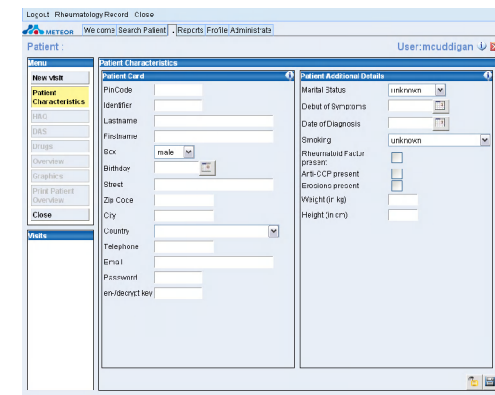 Logout Rheumatology Record Close
METEOR Welcome Search Patient Reports Profile Administrate
Patient : User:mcuddigan
Menu
New visit
Patient Characteristics
HAQ
DAS
Drugs
Overview
Graphics
Print Patient Overview
Close
Visits
Patient Characteristics
Patient Card
PinCode
Identifier
Lastname
Firstname
Sex male
Birthday
Street
Zip Code
City
Country
Telephone
Email
Password
en-/decrypt key
Patient Additional Details
Marital Status unknown
Debut of Symptoms
Date of Diagnosis
Smoking unknown
Rheumatoid Factor
present
Anti-CCP present
Erosions present
Weight (in kg)
Height (in cm)